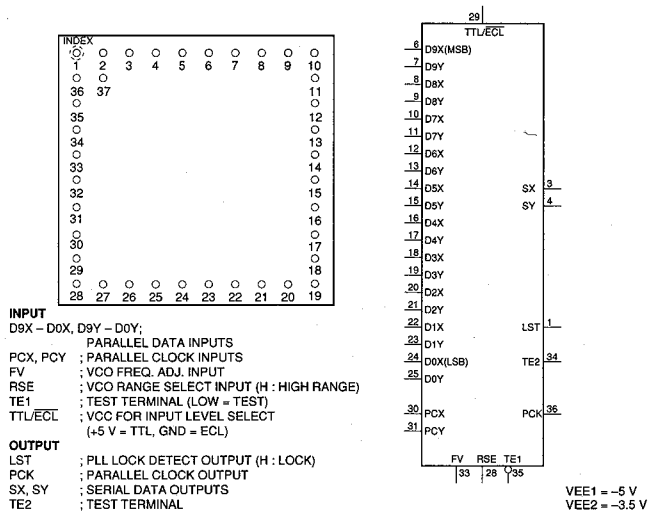 INDEX
1 2 3 4 5 6 7 8 9 10
36 37 11
35 12
34 13
33 14
32 15
31 16
30 17
29 18
28 27 26 25 24 23 22 21 20 19
INPUT
D9X – D0X, D9Y – D0Y;
PARALLEL DATA INPUTS
PCX, PCY ; PARALLEL CLOCK INPUTS
FV ; VCO FREQ. ADJ. INPUT
RSE ; VCO RANGE SELECT INPUT (H : HIGH RANGE)
TE1 ; TEST TERMINAL (LOW = TEST)
TTL/ECL ; VCC FOR INPUT LEVEL SELECT
(+5 V = TTL, GND = ECL)
OUTPUT
LST ; PLL LOCK DETECT OUTPUT (H : LOCK)
PCK ; PARALLEL CLOCK OUTPUT
SX, SY ; SERIAL DATA OUTPUTS
TE2 ; TEST TERMINAL
29
TTL/ECL
6 D9X(MSB)
7 D9Y
8 D8X
9 D8Y
10 D7X
11 D7Y
12 D6X
13 D6Y
14 D5X SX 3
15 D5Y SY 4
16 D4X
17 D4Y
18 D3X
19 D3Y
20 D2X
21 D2Y
22 D1X LST 1
23 D1Y
24 D0X(LSB) TE2 34
25 D0Y
30 PCX PCK 36
31 PCY
FV RSE TE1
33 28 35
VEE1 = –5 V
VEE2 = –3.5 V